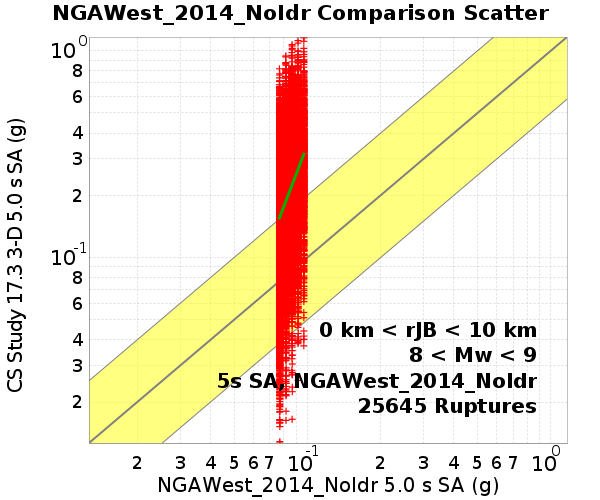 NGAWest_2014_NoIdr Comparison Scatter
CS Study 17.3 3-D 5.0 s SA (g)
10^0
8
6
4
3
2
10^-1
8
6
4
3
2
0 km < rJB < 10 km
8 < Mw < 9
5s SA, NGAWest_2014_NoIdr
25645 Ruptures
2 3 4 5 6 7 10^-1 2 3 4 5 6 7 10^0
NGAWest_2014_NoIdr 5.0 s SA (g)